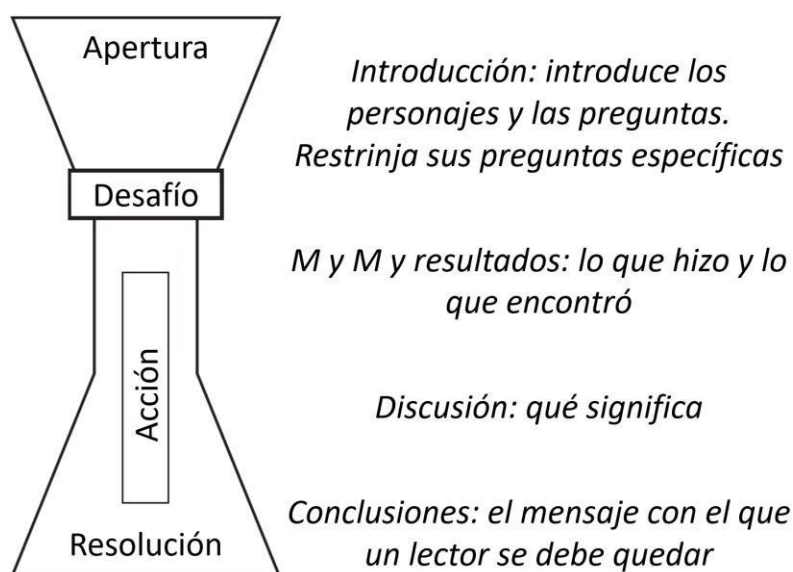 Apertura
Introducción: introduce los
personajes y las preguntas.
Restrinja sus preguntas específicas
Desafío
M y M y resultados: lo que hizo y lo
que encontró
Acción
Discusión: qué significa
Conclusiones: el mensaje con el que
un lector se debe quedar
Resolución